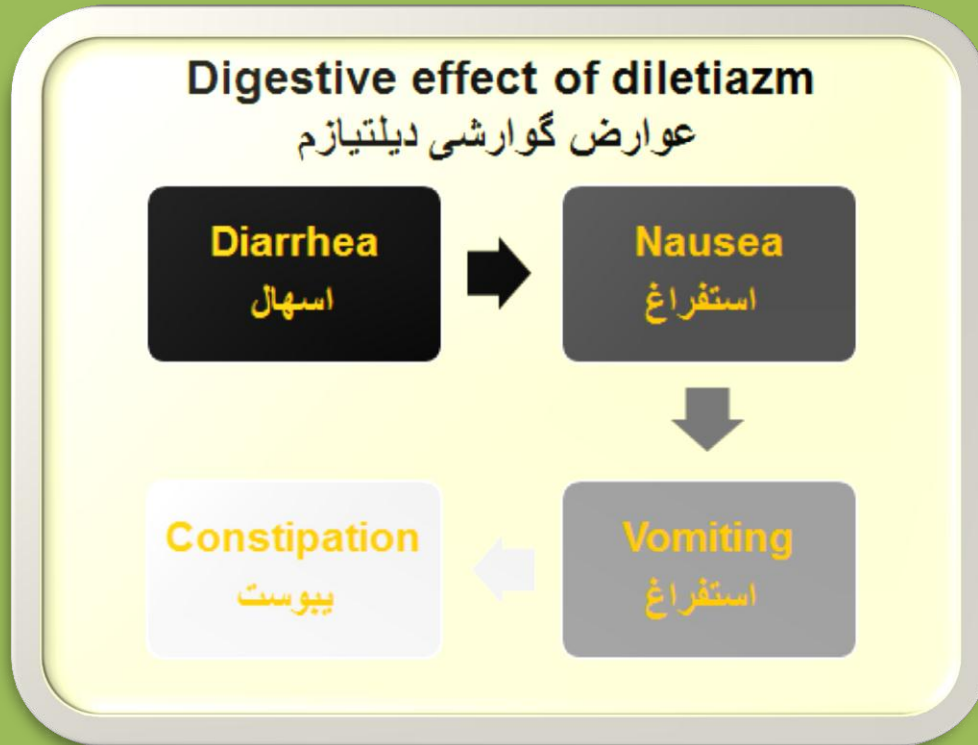 Digestive effect of diletiazm
عوارض گوارشی دیلتیازم
Diarrhea
اسهال
Nausea
استفراغ
Vomiting
استفراغ
Constipation
یبوست